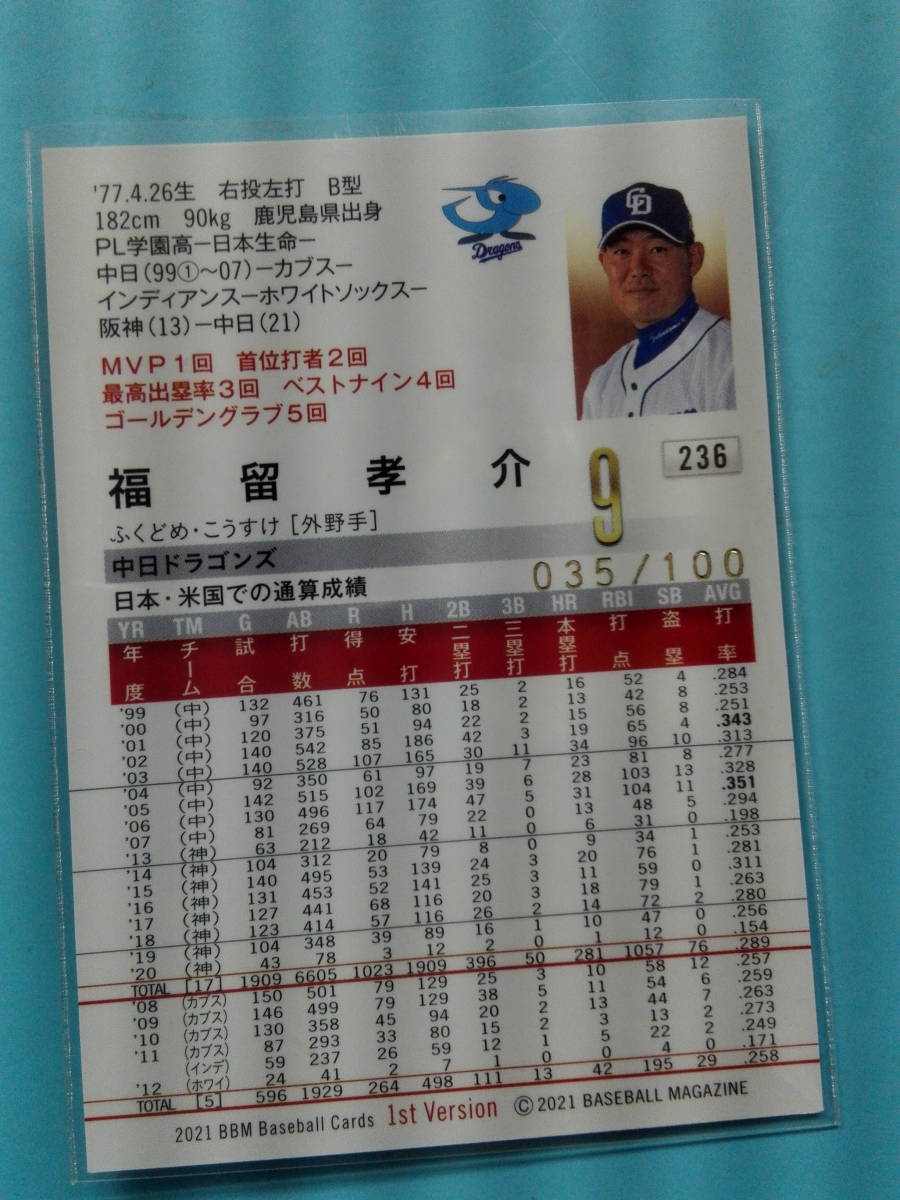 '77.4.26生 右投左打 B型
182cm 90kg 鹿児島県出身
PL学園高－日本生命－
中日(99①～07)－カブス－
インディアンス－ホワイトソックス－
阪神(13)－中日(21)
MVP1回 首位打者2回
最高出塁率3回 ベストナイン4回
ゴールデングラブ5回
Dragons
CD
福留孝介 9 236
ふくどめ・こうすけ［外野手］
中日ドラゴンズ
035/100
日本・米国での通算成績
YR TM G AB R H 2B 3B HR RBI SB AVG
年度 チーム 試合 打数 得点 安打 二塁打 三塁打 本塁打 打点 盗塁 打率
'99 (中) 132 461 76 131 25 2 16 52 4 .284
'00 (中) 97 316 50 80 18 2 13 42 8 .253
'01 (中) 120 375 51 94 22 2 15 56 8 .251
'02 (中) 140 542 85 186 42 3 19 65 4 .343
'03 (中) 140 528 107 165 30 11 34 96 10 .313
'04 (中) 92 350 61 97 19 7 23 81 8 .277
'05 (中) 142 515 102 169 39 6 28 103 13 .328
'06 (中) 130 496 117 174 47 5 31 104 11 .351
'07 (中) 81 269 64 79 22 0 13 48 5 .294
'13 (神) 63 212 18 42 11 0 6 31 0 .198
'14 (神) 104 312 20 79 8 0 9 34 1 .253
'15 (神) 140 495 53 139 24 3 20 76 1 .281
'16 (神) 131 453 52 141 25 3 11 59 0 .311
'17 (神) 127 441 68 116 20 3 18 79 1 .263
'18 (神) 123 414 57 116 26 2 14 72 2 .280
'19 (神) 104 348 39 89 16 1 10 47 0 .256
'20 (神) 43 78 3 12 2 0 1 12 0 .154
TOTAL [17] 1909 6605 1023 1909 396 50 281 1057 76 .289
'08 (カブス) 150 501 79 129 25 3 10 58 12 .257
'09 (カブス) 146 499 79 129 38 5 11 54 6 .259
'10 (カブス) 130 358 45 94 20 2 13 44 7 .263
'11 (カブス) 87 293 33 80 15 2 3 13 2 .273
(インデ) 59 237 26 59 12 1 5 22 2 .249
'12 (ホワイ) 24 41 2 7 1 0 0 4 0 .171
TOTAL [5] 596 1929 264 498 111 13 42 195 29 .258
2021 BBM Baseball Cards 1st Version © 2021 BASEBALL MAGAZINE